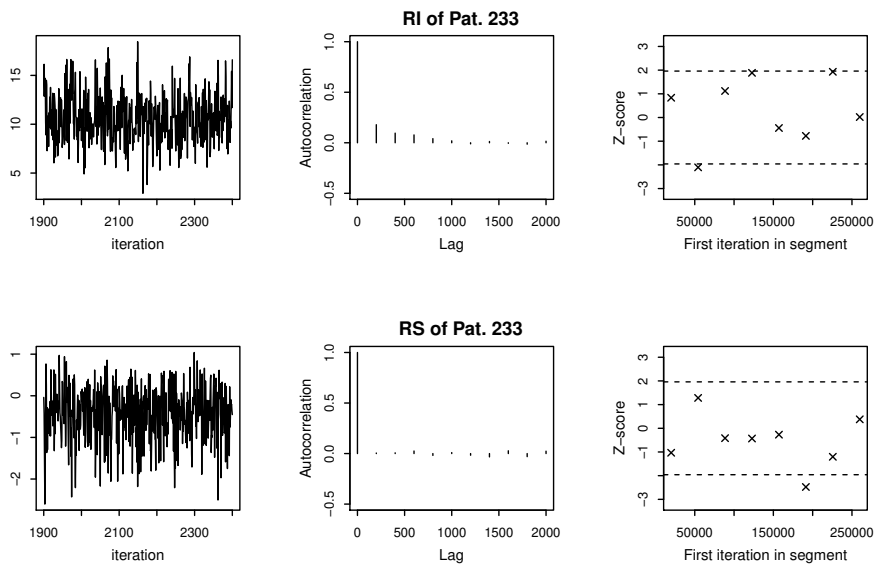 RI of Pat. 233
5 10 15
1900 2100 2300
iteration
Autocorrelation
−0.5 0.0 0.5 1.0
0 500 1000 1500 2000
Lag
Z−score
−3 −2 −1 0 1 2 3
50000 150000 250000
First iteration in segment
RS of Pat. 233
−2 −1 0 1
1900 2100 2300
iteration
Autocorrelation
−0.5 0.0 0.5 1.0
0 500 1000 1500 2000
Lag
Z−score
−3 −2 −1 0 1 2 3
50000 150000 250000
First iteration in segment